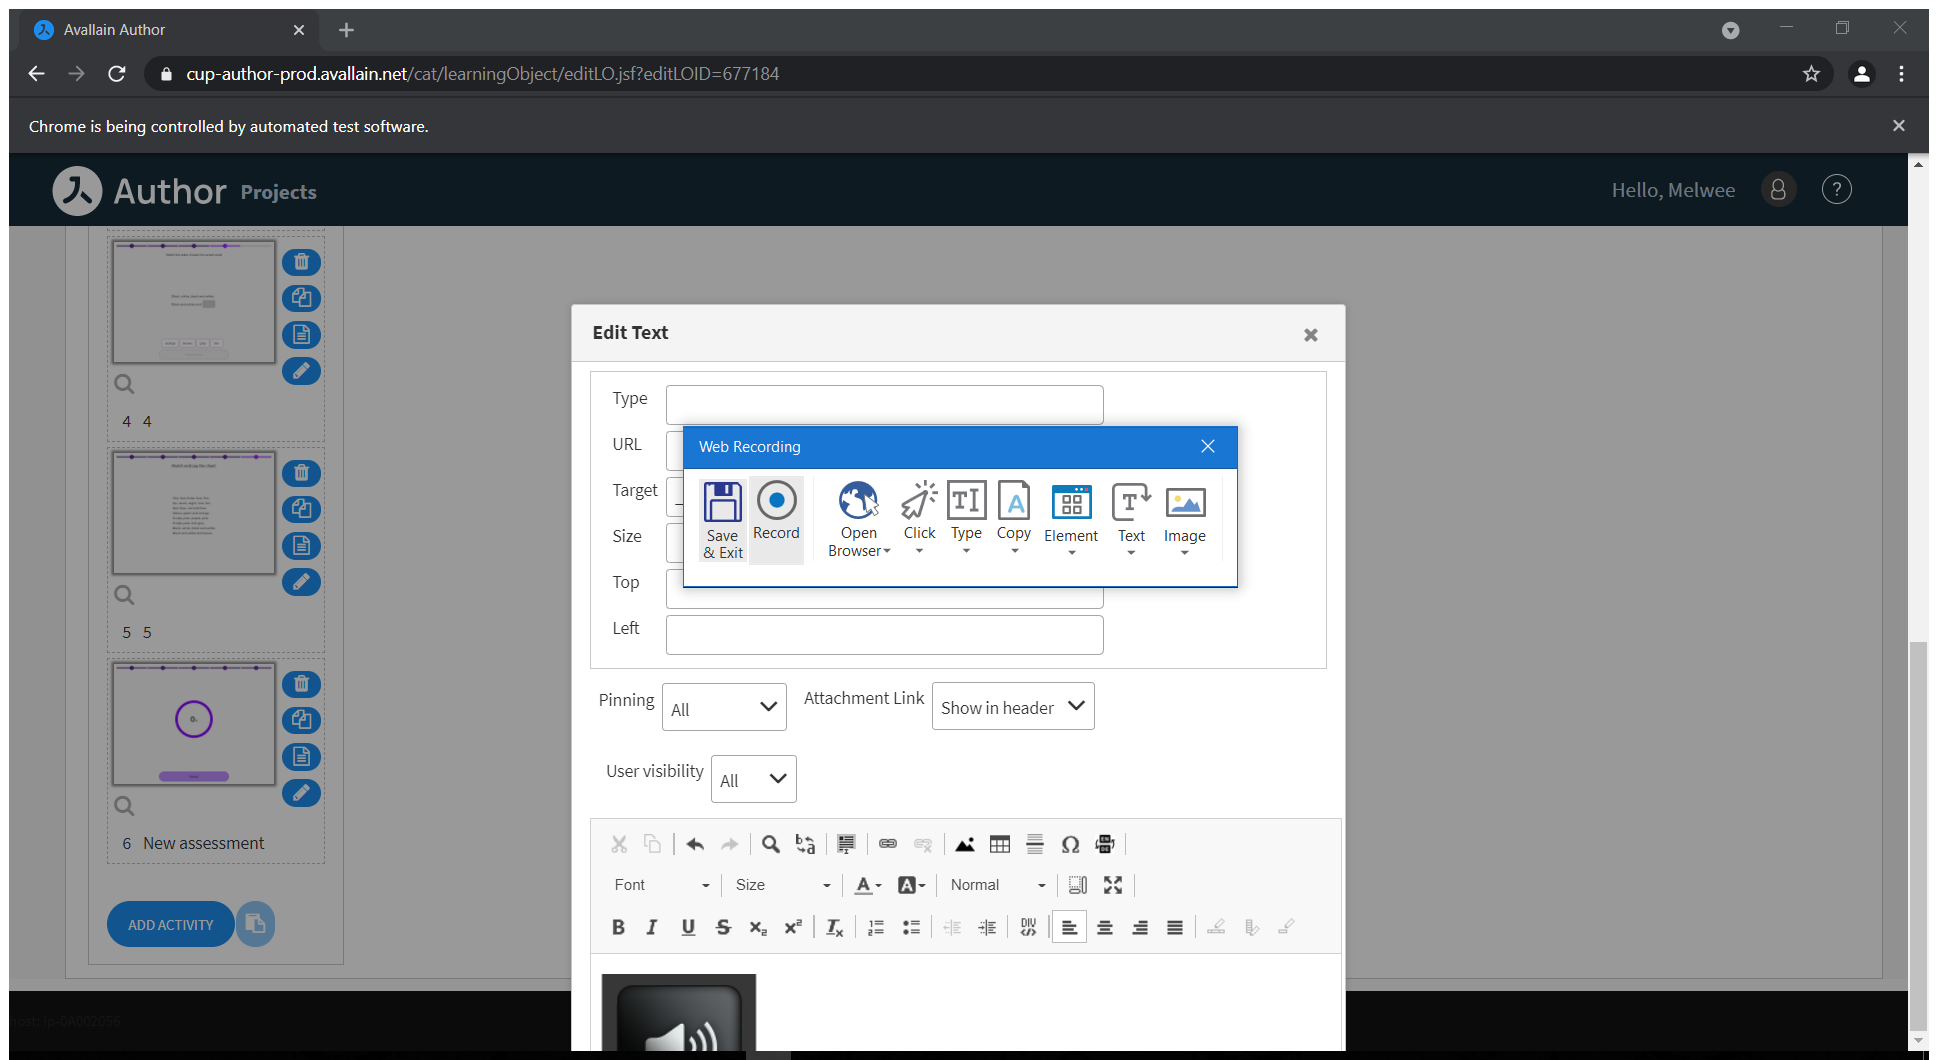 Avallain Author
cup-author-prod.avallain.net/cat/learningObject/editLO.jsf?editLOID=677184
Chrome is being controlled by automated test software.
Author Projects
Hello, Melwee
4 4
5 5
6 New assessment
ADD ACTIVITY
Edit Text
Type
URL
Target
Size
Top
Left
Web Recording
Save & Exit
Record
Open Browser
Click
Type
Copy
Element
Text
Image
Pinning
All
Attachment Link
Show in header
User visibility
All
Font
Size
Normal